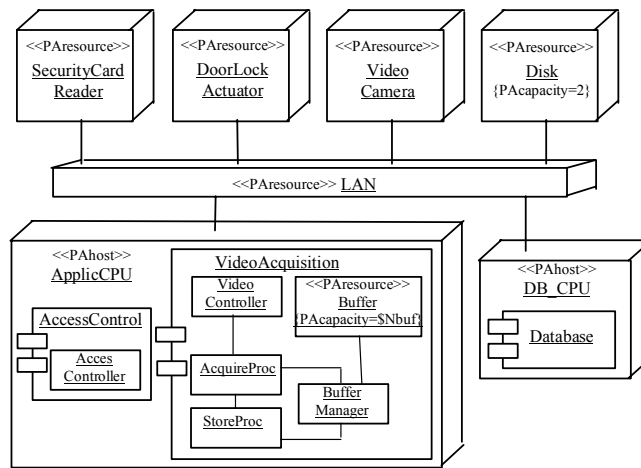 <<PAresource>>
SecurityCard
Reader
<<PAresource>>
DoorLock
Actuator
<<PAresource>>
Video
Camera
<<PAresource>>
Disk
{PAcapacity=2}
<<PAresource>> LAN
<<PAhost>>
ApplicCPU
AccessControl
Acces
Controller
VideoAcquisition
Video
Controller
<<PAresource>>
Buffer
{PAcapacity=$Nbuf}
AcquireProc
Buffer
Manager
StoreProc
<<PAhost>>
DB_CPU
Database